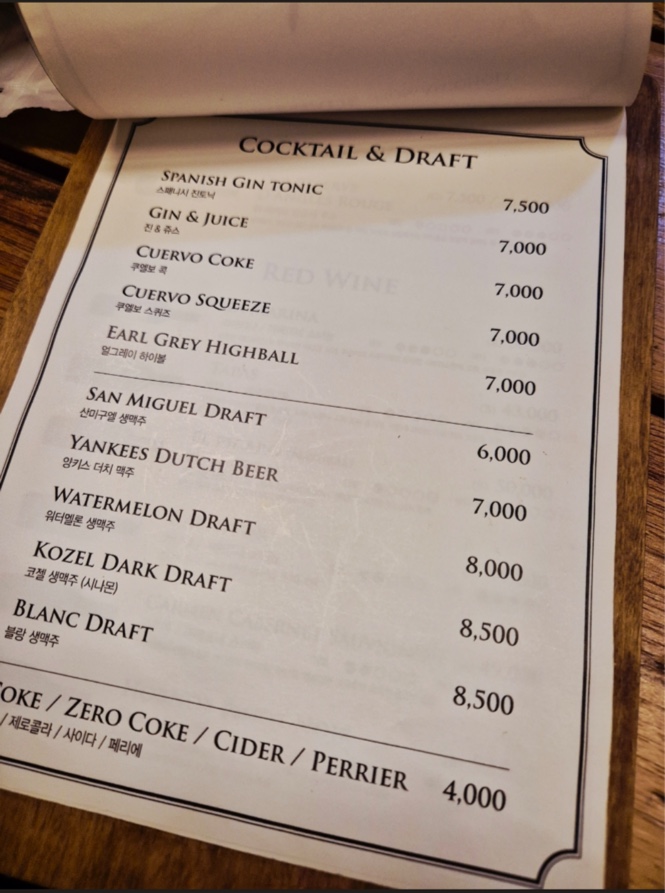 COCKTAIL & DRAFT
SPANISH GIN TONIC 7,500
스패니시 진토닉
GIN & JUICE 7,000
진 & 쥬스
CUERVO COKE 7,000
쿠엘보 콕
CUERVO SQUEEZE 7,000
쿠엘보 스퀴즈
EARL GREY HIGHBALL 7,000
얼그레이 하이볼
SAN MIGUEL DRAFT 6,000
산미구엘 생맥주
YANKEES DUTCH BEER 7,000
양키스 더치 맥주
WATERMELON DRAFT 8,000
워터멜론 생맥주
KOZEL DARK DRAFT 8,500
코젤 생맥주 (시나몬)
BLANC DRAFT 8,500
블랑 생맥주
COKE / ZERO COKE / CIDER / PERRIER 4,000
/ 제로콜라 / 사이다 / 페리에
RED WINE